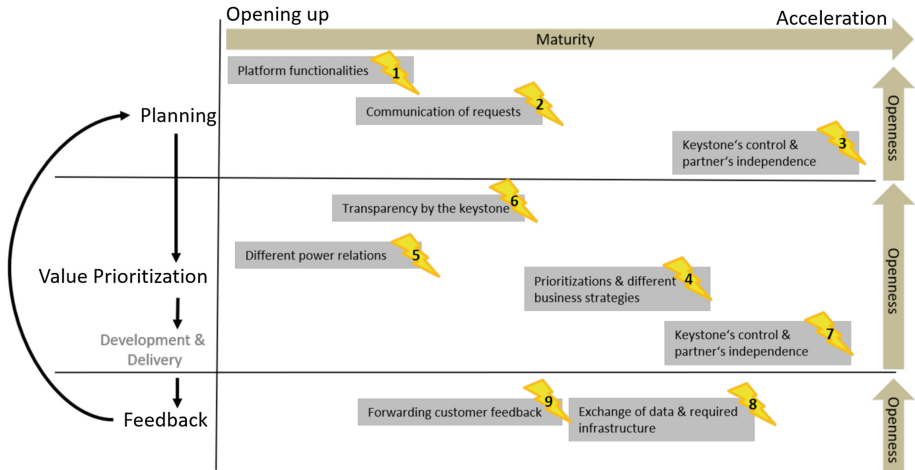 Opening up
Acceleration
Maturity
Platform functionalities
1
Communication of requests
2
Planning
Keystone's control &
partner's independence
3
Openness
Transparency by the keystone
6
Different power relations
5
Value Prioritization
Prioritizations & different
business strategies
4
Openness
Development &
Delivery
Keystone's control &
partner's independence
7
Feedback
Forwarding customer feedback
9
Exchange of data & required
infrastructure
8
Openness